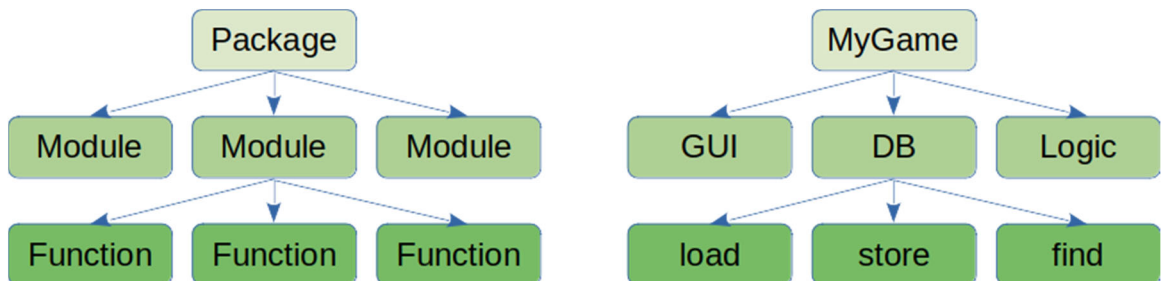 Package
MyGame
Module Module Module
GUI DB Logic
Function Function Function
load store find